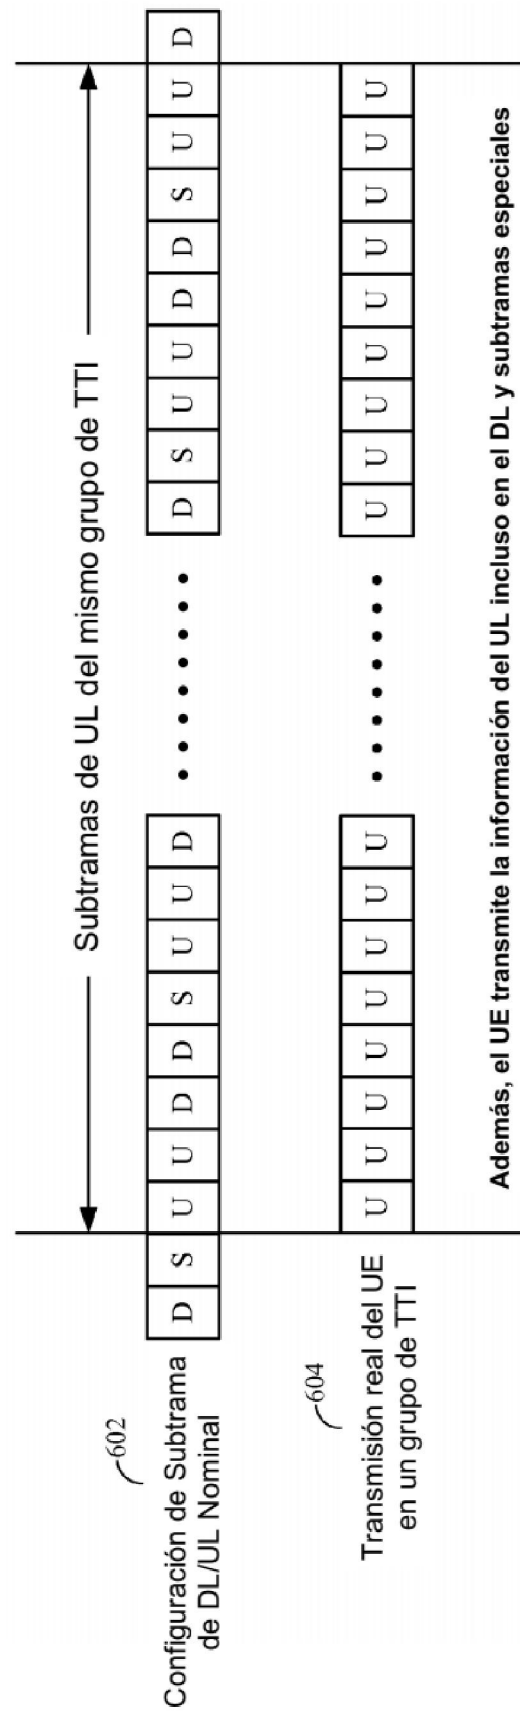 Subtramas de UL del mismo grupo de TTI
602
Configuración de Subtrama
de DL/UL Nominal
D S U U D D S U U D ........ D S U U D D S U U D
604
Transmisión real del UE
en un grupo de TTI
U U U U U U U U ........ U U U U U U U U U
Además, el UE transmite la información del UL incluso en el DL y subtramas especiales